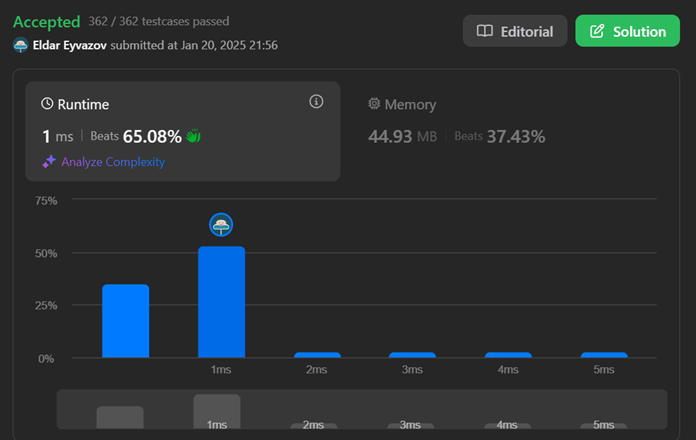 Accepted 362 / 362 testcases passed
Eldar Eyvazov submitted at Jan 20, 2025 21:56
Editorial
Solution
Runtime
1 ms | Beats 65.08%
Analyze Complexity
Memory
44.93 MB | Beats 37.43%
75%
50%
25%
0%
1ms 2ms 3ms 4ms 5ms
1ms 2ms 3ms 4ms 5ms